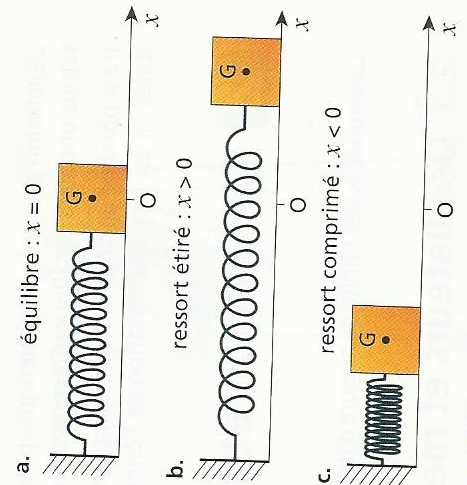 a.
équilibre : x = 0
G
O
x
b.
ressort étiré : x > 0
G
O
x
c.
ressort comprimé : x < 0
G
O
x